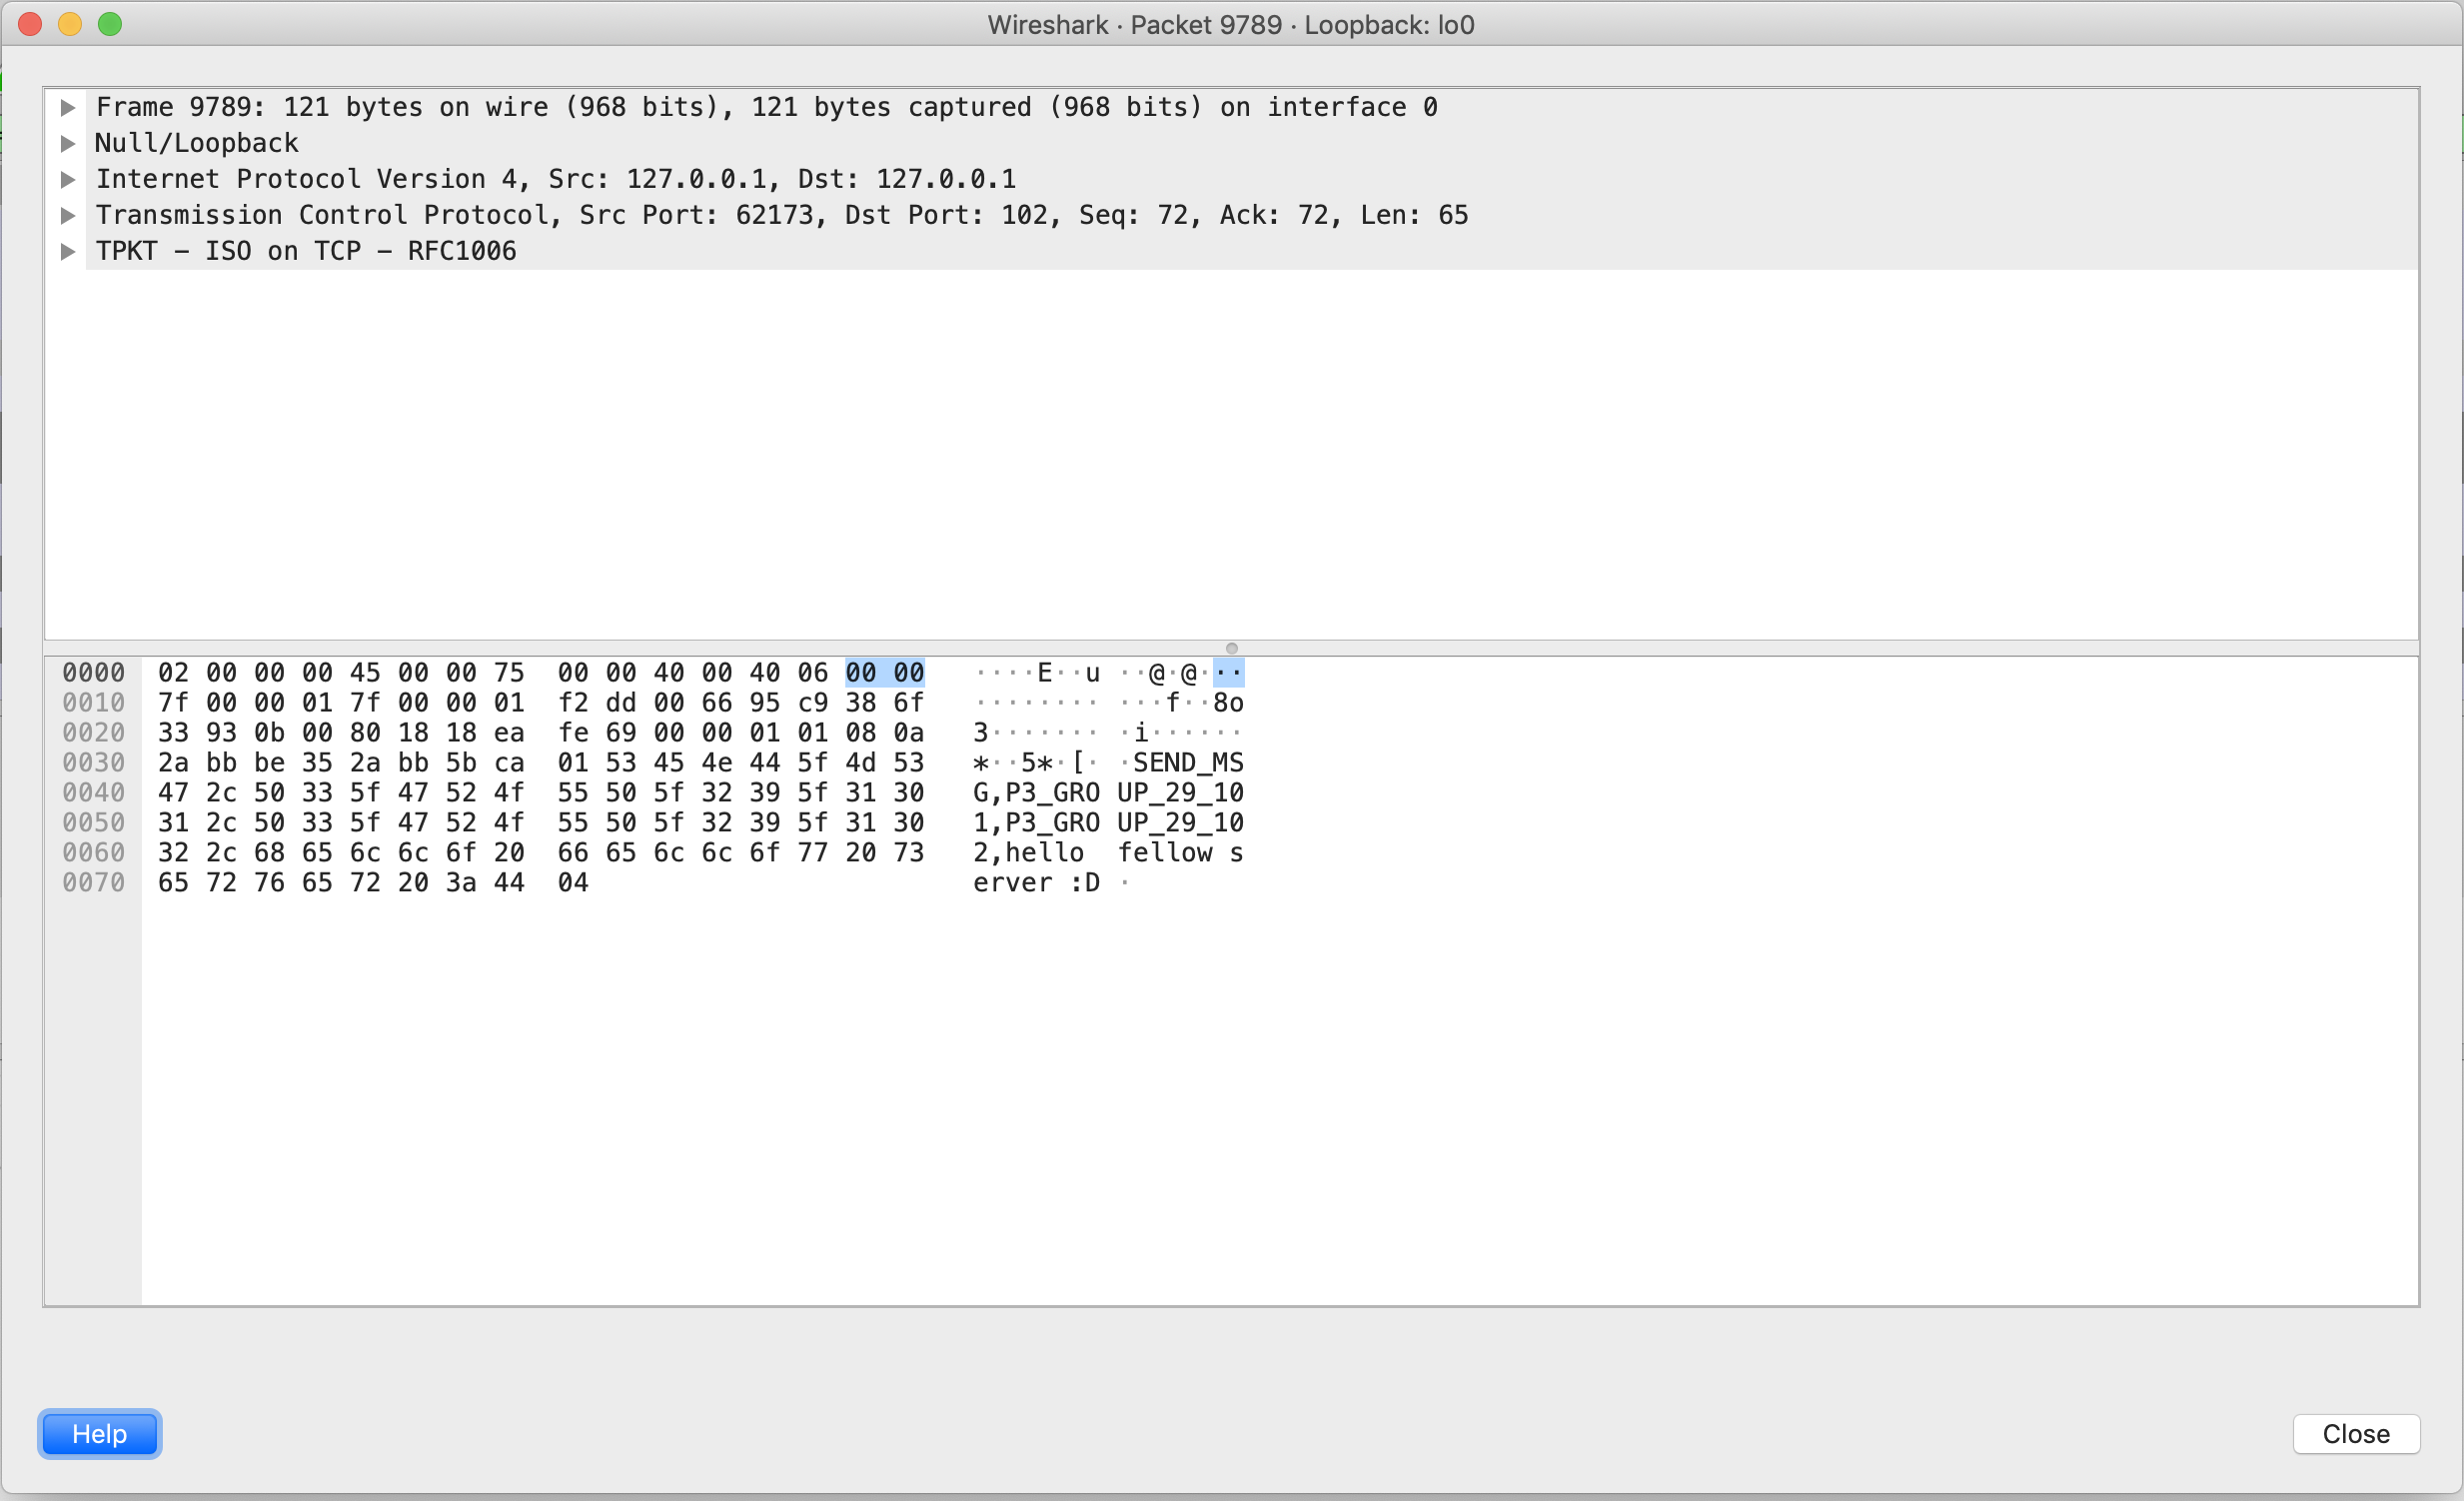 Wireshark · Packet 9789 · Loopback: lo0
Frame 9789: 121 bytes on wire (968 bits), 121 bytes captured (968 bits) on interface 0
Null/Loopback
Internet Protocol Version 4, Src: 127.0.0.1, Dst: 127.0.0.1
Transmission Control Protocol, Src Port: 62173, Dst Port: 102, Seq: 72, Ack: 72, Len: 65
TPKT – ISO on TCP – RFC1006
0000 02 00 00 00 45 00 00 75 00 00 40 00 40 06 00 00 ····E··u ··@·@···
0010 7f 00 00 01 7f 00 00 01 f2 dd 00 66 95 c9 38 6f ········ ···f··8o
0020 33 93 0b 00 80 18 18 ea fe 69 00 00 01 01 08 0a 3······· ·i······
0030 2a bb be 35 2a bb 5b ca 01 53 45 4e 44 5f 4d 53 *··5*·[· ·SEND_MS
0040 47 2c 50 33 5f 47 52 4f 55 50 5f 32 39 5f 31 30 G,P3_GRO UP_29_10
0050 31 2c 50 33 5f 47 52 4f 55 50 5f 32 39 5f 31 30 1,P3_GRO UP_29_10
0060 32 2c 68 65 6c 6c 6f 20 66 65 6c 6c 6f 77 20 73 2,hello fellow s
0070 65 72 76 65 72 20 3a 44 04 erver :D ·
Help
Close